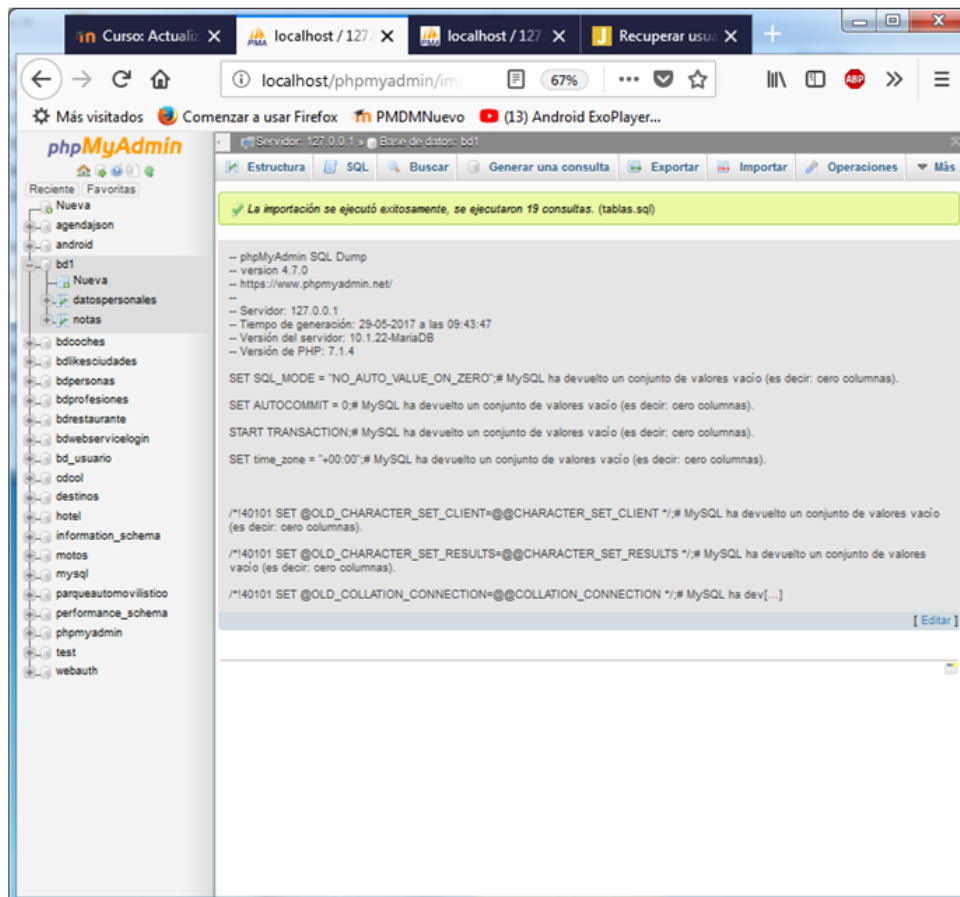 Curso: Actualiz
localhost / 127.
localhost / 127.
Recuperar usu
localhost/phpmyadmin/im
67%
ABP
Más visitados
Comenzar a usar Firefox
PMDMNuevo
(13) Android ExoPlayer...
phpMyAdmin
Reciente
Favoritas
Nueva
agendajson
android
bd1
Nueva
datospersonales
notas
bdcoches
bdlikesciudades
bdpersonas
bdprofesiones
bdrestaurante
bdwebservicelogin
bd_usuario
cdcol
destinos
hotel
information_schema
motos
mysql
parqueautomovilistico
performance_schema
phpmyadmin
test
webauth
Servidor: 127.0.0.1 » Base de datos: bd1
Estructura
SQL
Buscar
Generar una consulta
Exportar
Importar
Operaciones
Más
La importación se ejecutó exitosamente, se ejecutaron 19 consultas. (tablas.sql)
-- phpMyAdmin SQL Dump
-- version 4.7.0
-- https://www.phpmyadmin.net/
--
-- Servidor: 127.0.0.1
-- Tiempo de generación: 29-05-2017 a las 09:43:47
-- Versión del servidor: 10.1.22-MariaDB
-- Versión de PHP: 7.1.4
SET SQL_MODE = "NO_AUTO_VALUE_ON_ZERO";# MySQL ha devuelto un conjunto de valores vacío (es decir: cero columnas).
SET AUTOCOMMIT = 0;# MySQL ha devuelto un conjunto de valores vacío (es decir: cero columnas).
START TRANSACTION;# MySQL ha devuelto un conjunto de valores vacío (es decir: cero columnas).
SET time_zone = "+00:00";# MySQL ha devuelto un conjunto de valores vacío (es decir: cero columnas).
/*!40101 SET @OLD_CHARACTER_SET_CLIENT=@@CHARACTER_SET_CLIENT */;# MySQL ha devuelto un conjunto de valores vacío
(es decir: cero columnas).
/*!40101 SET @OLD_CHARACTER_SET_RESULTS=@@CHARACTER_SET_RESULTS */;# MySQL ha devuelto un conjunto de valores
vacío (es decir: cero columnas).
/*!40101 SET @OLD_COLLATION_CONNECTION=@@COLLATION_CONNECTION */;# MySQL ha dev[...]
[ Editar ]